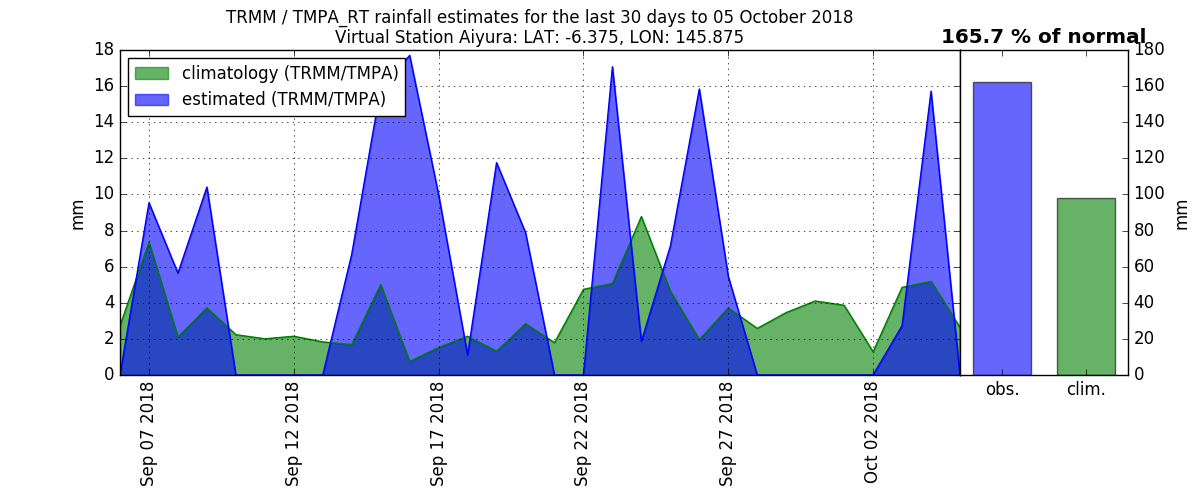 TRMM / TMPA_RT rainfall estimates for the last 30 days to 05 October 2018
Virtual Station Aiyura: LAT: -6.375, LON: 145.875
165.7 % of normal
climatology (TRMM/TMPA)
estimated (TRMM/TMPA)
18
16
14
12
10
8
6
4
2
0
mm
Sep 07 2018
Sep 12 2018
Sep 17 2018
Sep 22 2018
Sep 27 2018
Oct 02 2018
180
160
140
120
100
80
60
40
20
0
mm
obs.
clim.